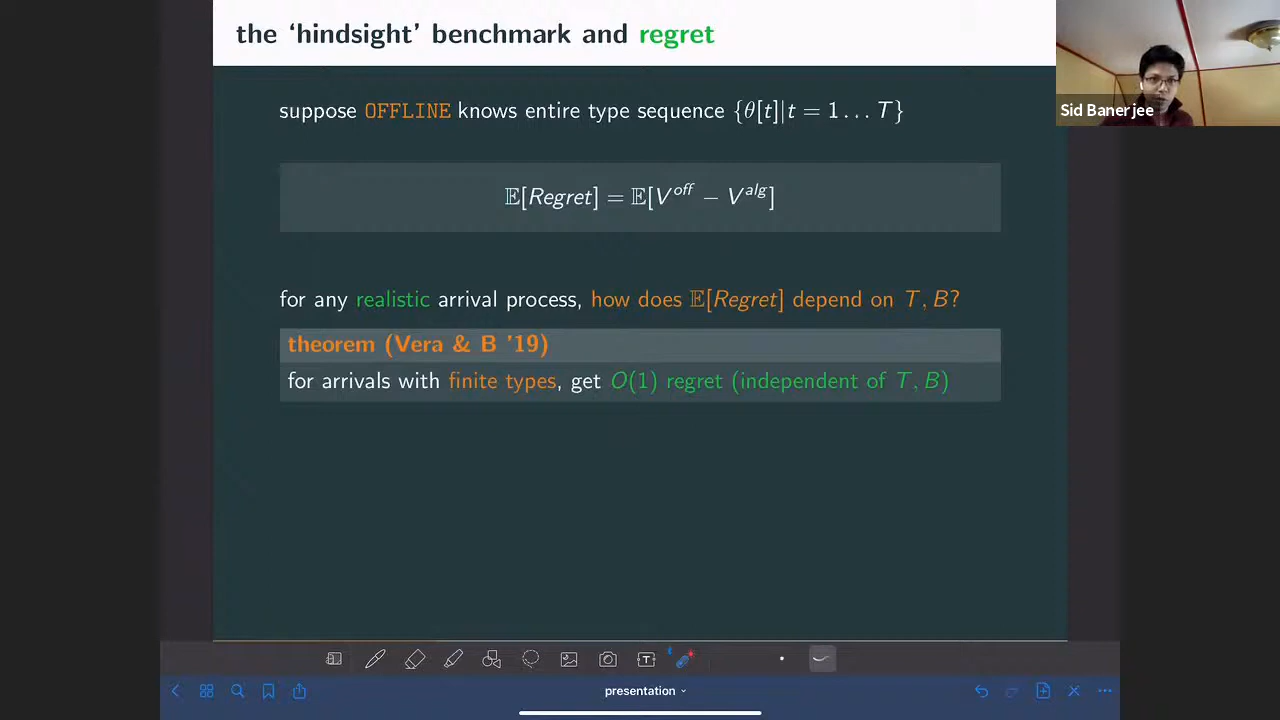 the ‘hindsight’ benchmark and regret
Sid Banerjee
suppose OFFLINE knows entire type sequence {θ[t]|t = 1 . . . T}
𝔼[Regret] = 𝔼[V^off − V^alg]
for any realistic arrival process, how does 𝔼[Regret] depend on T, B?
theorem (Vera & B '19)
for arrivals with finite types, get O(1) regret (independent of T, B)
T
presentation